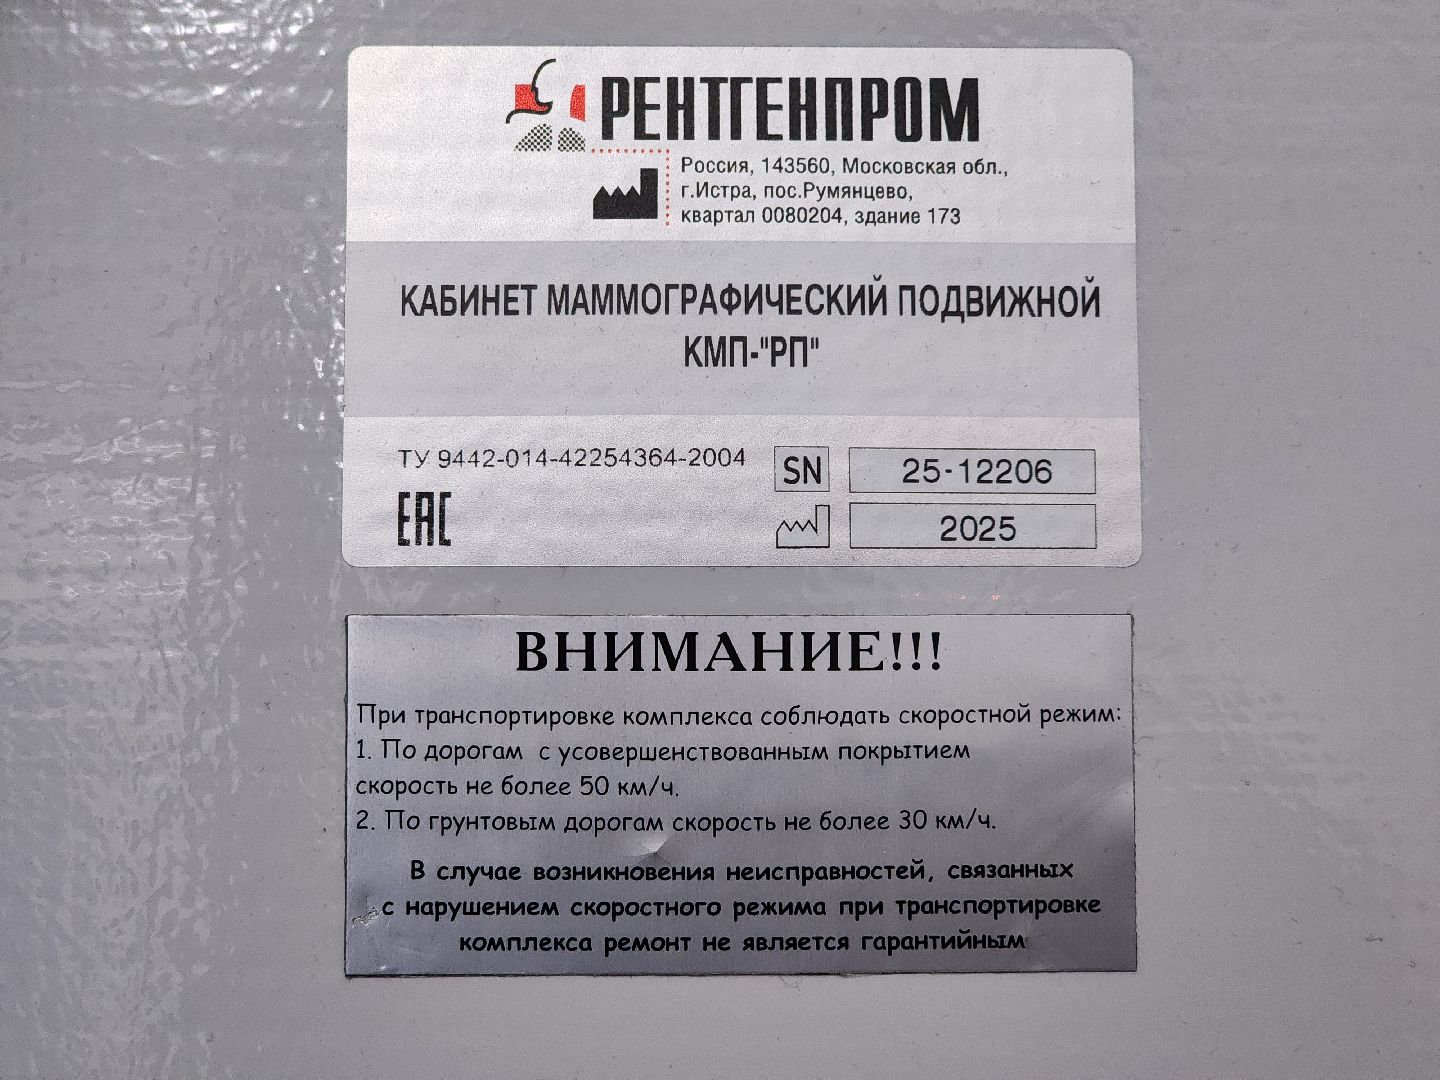 РЕНТГЕНПРОМ
Россия, 143560, Московская обл.,
г.Истра, пос.Румянцево,
квартал 0080204, здание 173
КАБИНЕТ МАММОГРАФИЧЕСКИЙ ПОДВИЖНОЙ
КМП-"РП"
ТУ 9442-014-42254364-2004
SN 25-12206
EAC
2025
ВНИМАНИЕ!!!
При транспортировке комплекса соблюдать скоростной режим:
1. По дорогам с усовершенствованным покрытием
скорость не более 50 км/ч.
2. По грунтовым дорогам скорость не более 30 км/ч.
В случае возникновения неисправностей, связанных
с нарушением скоростного режима при транспортировке
комплекса ремонт не является гарантийным